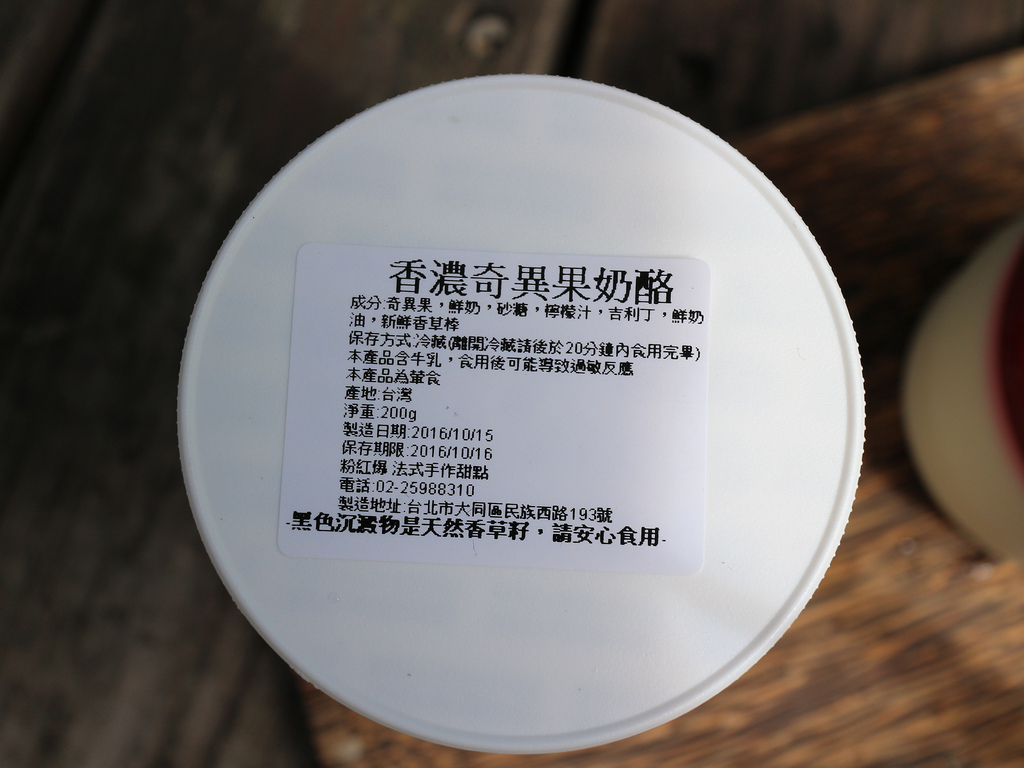 香濃奇異果奶酪
成分:奇異果，鮮奶，砂糖，檸檬汁，吉利丁，鮮奶
油，新鮮香草棒
保存方式:冷藏(離開冷藏請後於20分鐘內食用完畢)
本產品含牛乳，食用後可能導致過敏反應
本產品為葷食
產地:台灣
淨重:200g
製造日期:2016/10/15
保存期限:2016/10/16
粉紅爆 法式手作甜點
電話:02-25988310
製造地址:台北市大同區民族西路193號
-黑色沉澱物是天然香草籽，請安心食用-